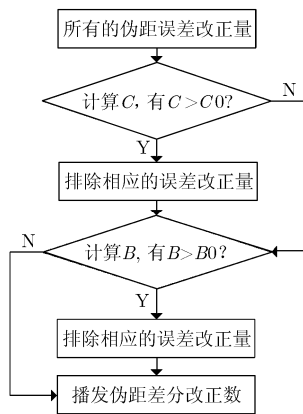 所有的伪距误差改正量
计算C, 有C>C0?
N
Y
排除相应的误差改正量
N
计算B, 有B>B0?
Y
排除相应的误差改正量
播发伪距差分改正数